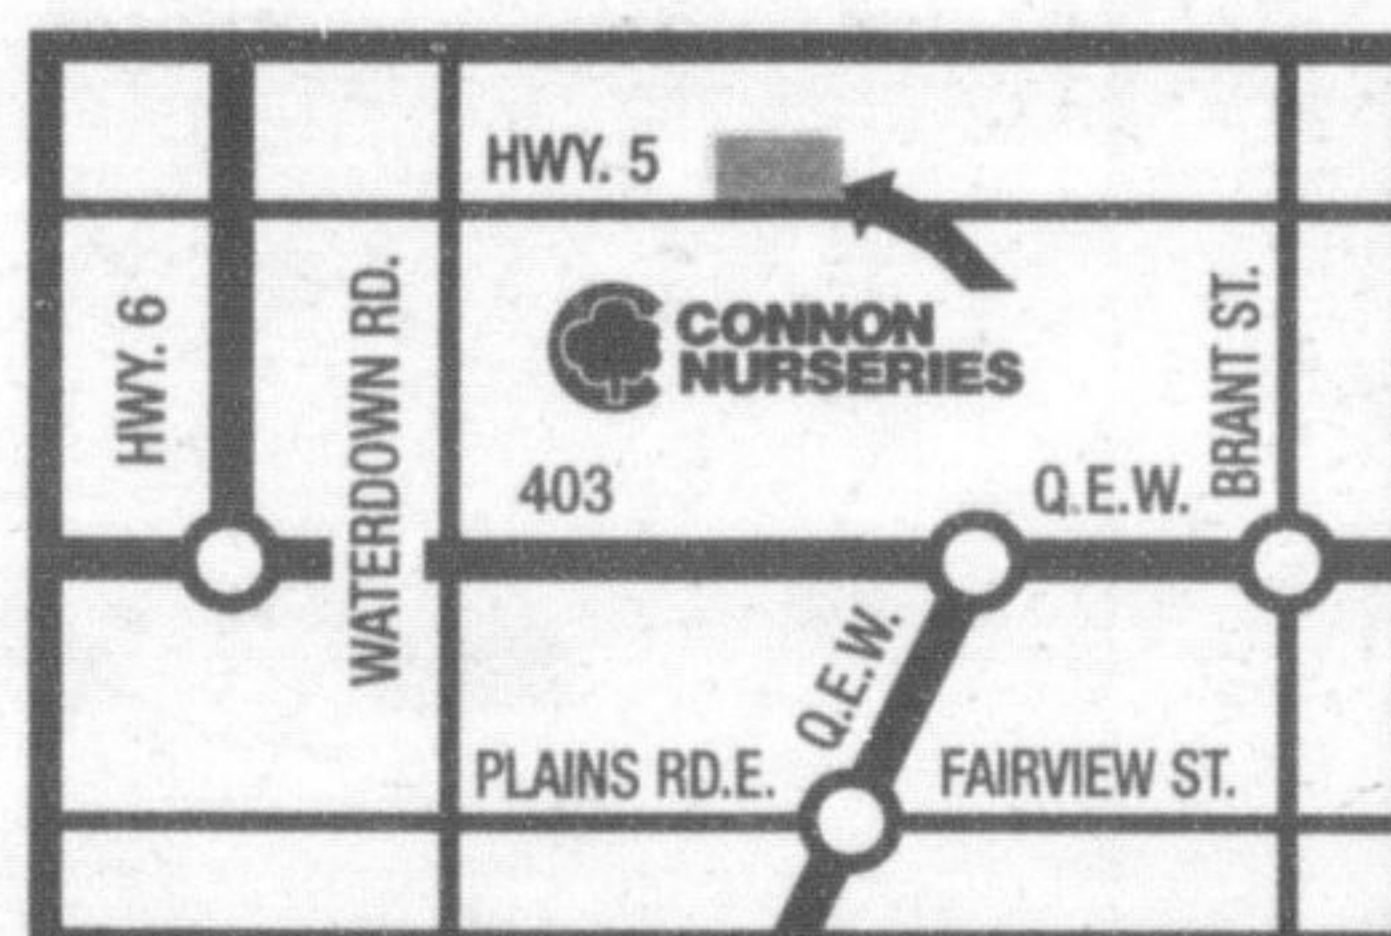 HWY. 5
HWY. 6
WATERDOWN RD.
CONNON
NURSERIES
BRANT ST.
403
Q.E.W.
Q.E.W.
PLAINS RD.E.
FAIRVIEW ST.